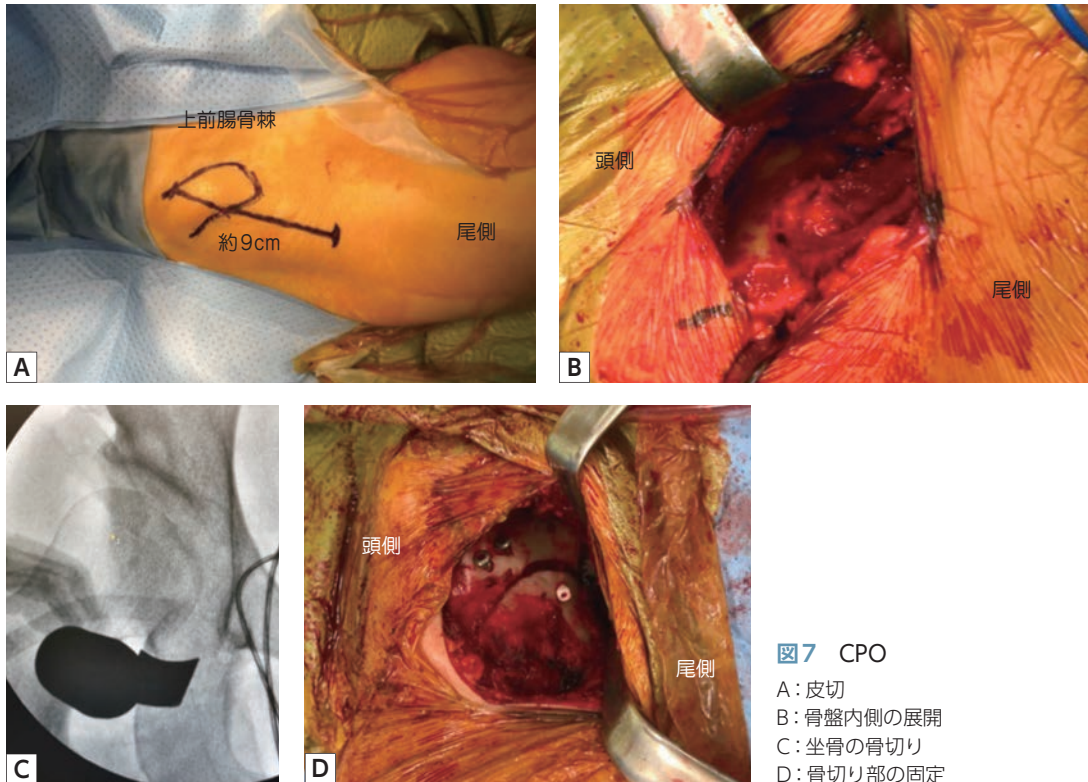 上前腸骨棘
約9cm
尾側
A
頭側
尾側
B
C
頭側
尾側
D
図7 CPO
A：皮切
B：骨盤内側の展開
C：坐骨の骨切り
D：骨切り部の固定